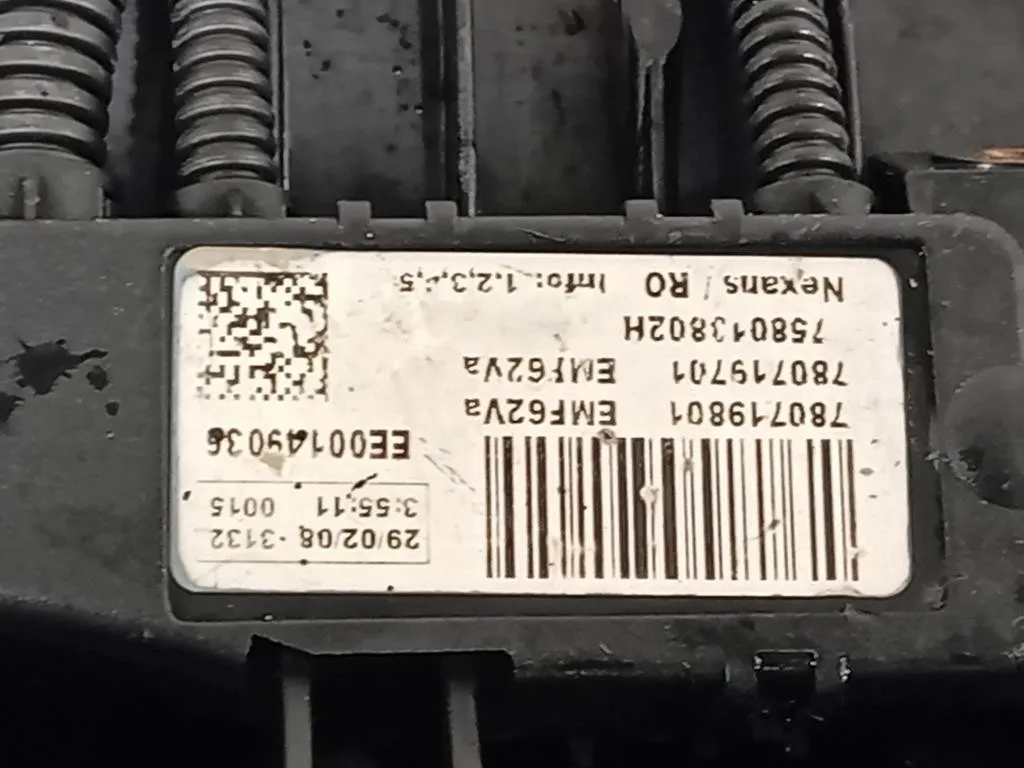 29/02/08 - 3132
3:55:11 0015
EE00149036
780719801 EMF62Va
780719701 EMF62Va
758013802H
Nexans / RO Info: 1,2,3,4,5